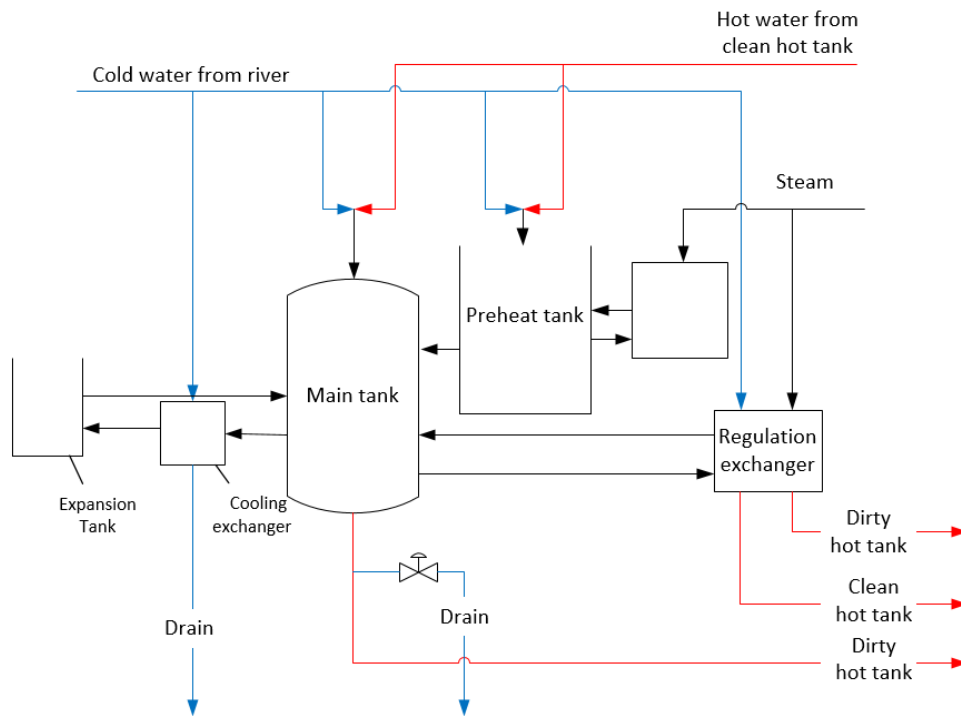 Hot water from
clean hot tank
Cold water from river
Steam
Preheat tank
Main tank
Regulation
exchanger
Expansion
Tank
Cooling
exchanger
Dirty
hot tank
Clean
hot tank
Drain
Drain
Dirty
hot tank